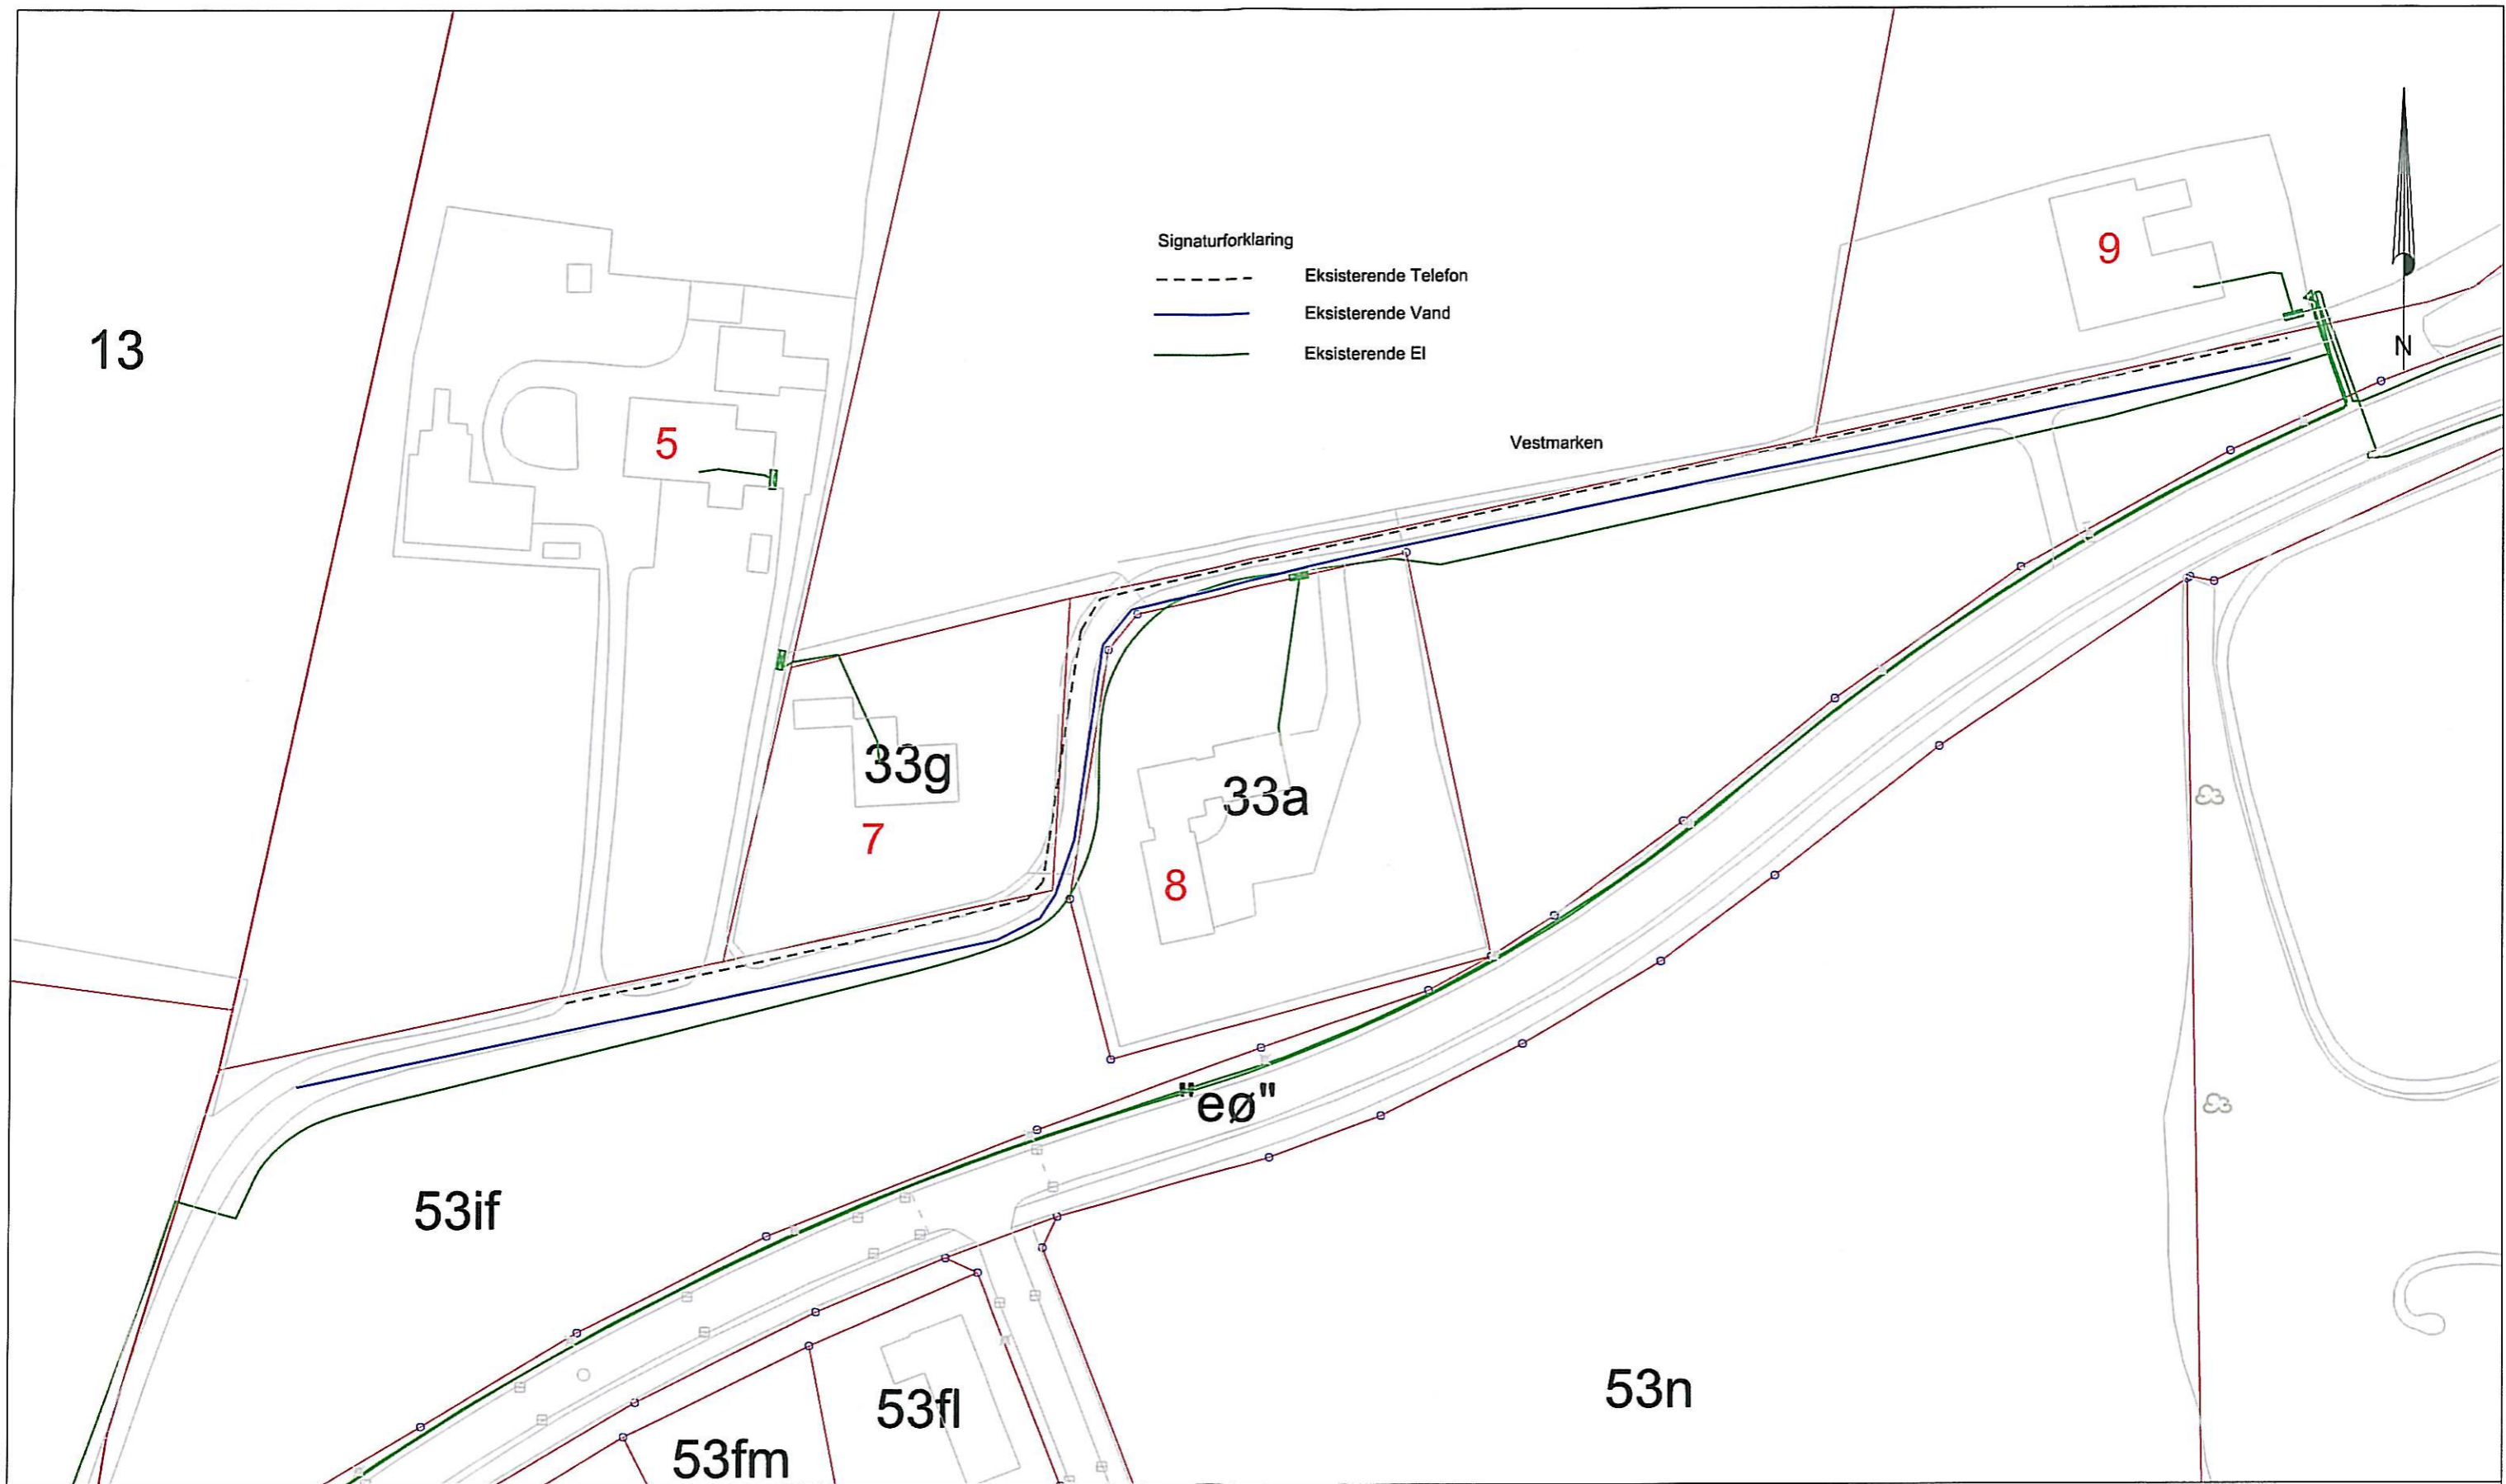 Signaturforklaring
Eksisterende Telefon
Eksisterende Vand
Eksisterende El
Vestmarken
13
5
9
N
33g
7
33a
8
"eø"
53if
53fl
53fm
53n